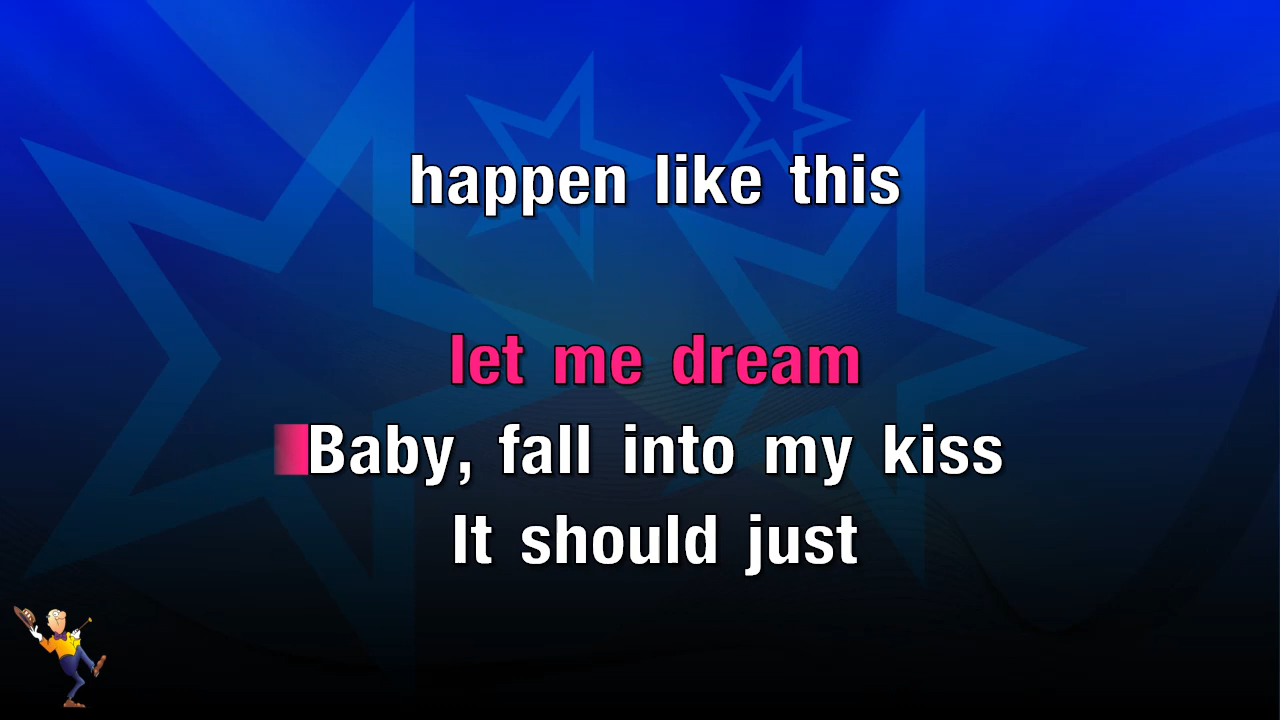 happen like this
let me dream
Baby, fall into my kiss
It should just